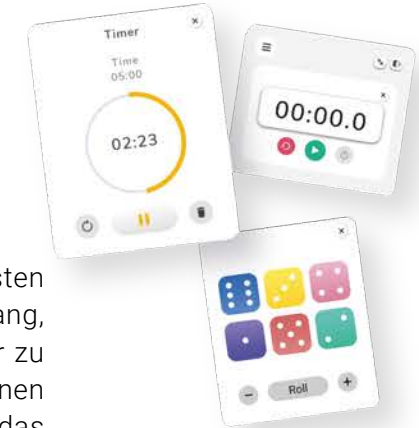 Timer
Time
05:00
02:23
00:00.0
Roll
sten
ang,
r zu
nen
das